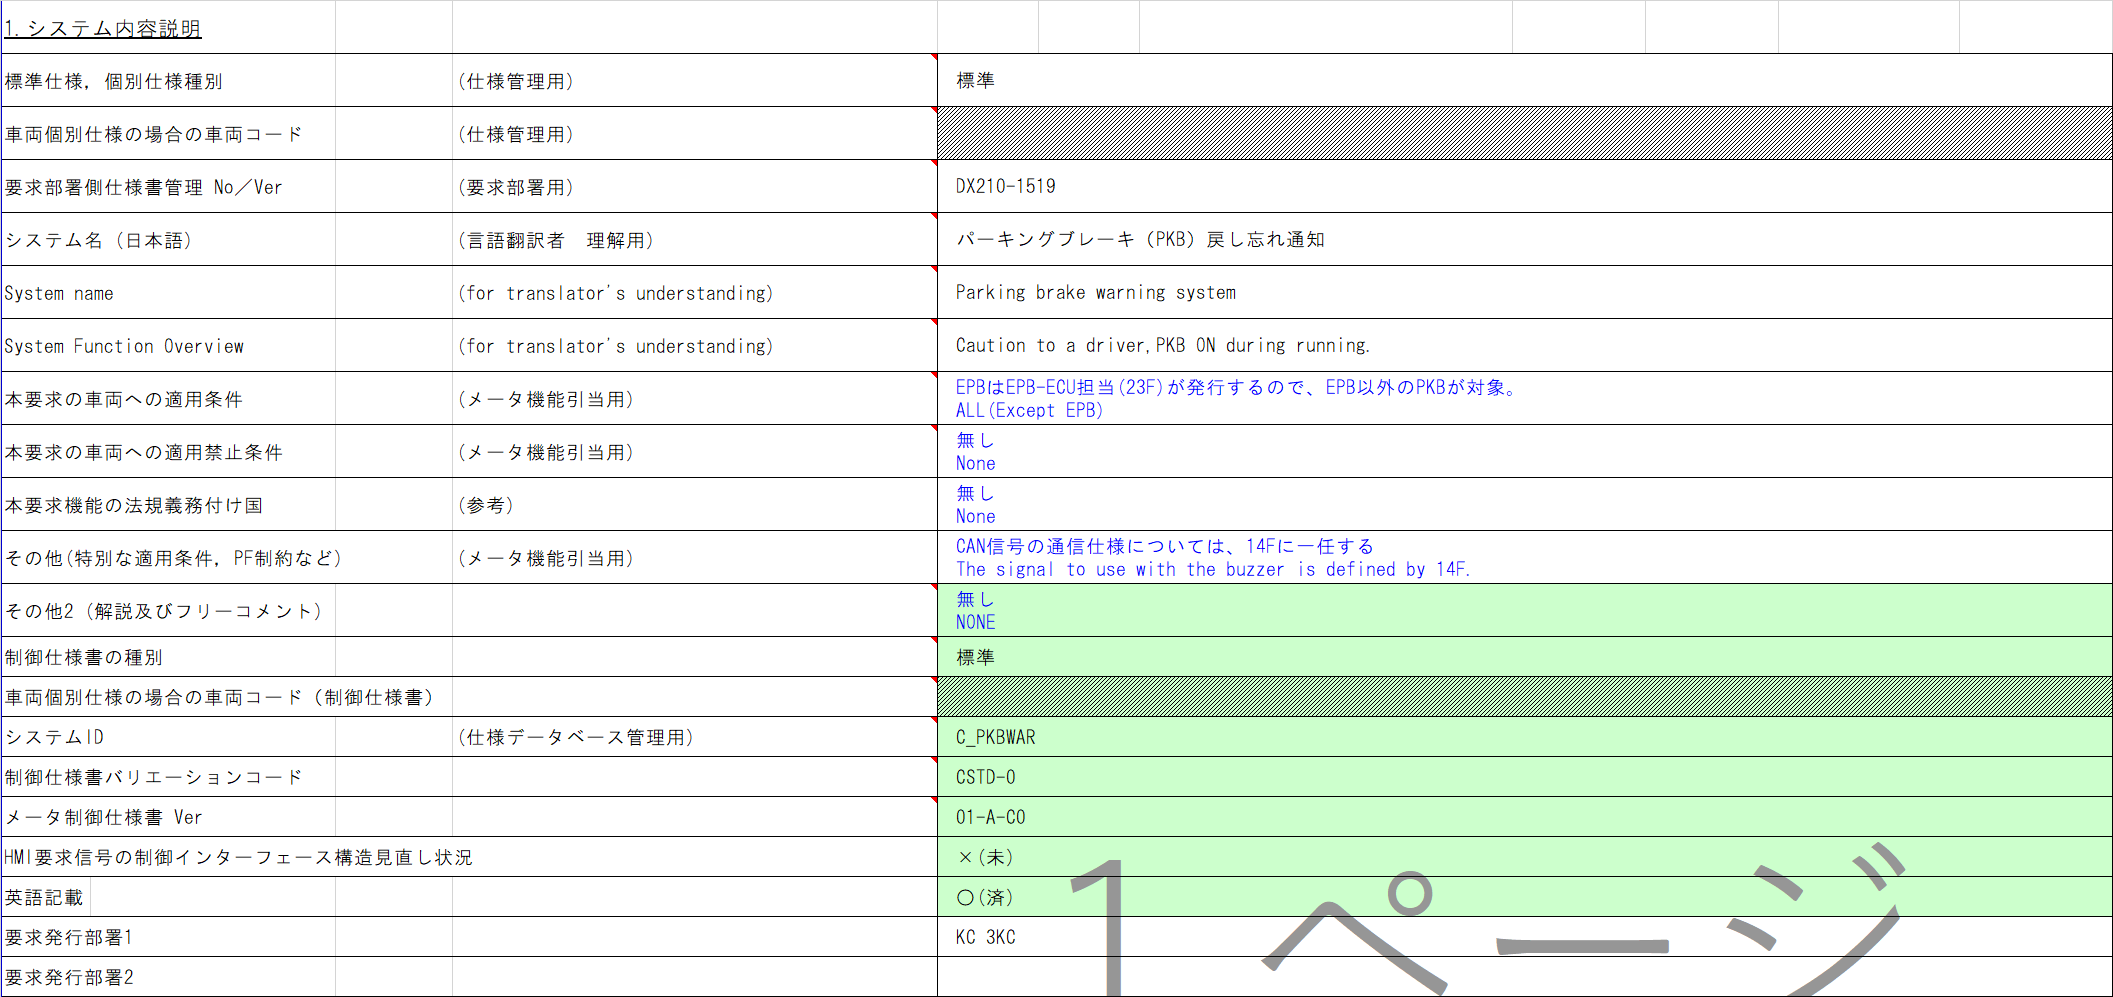 1. システム内容説明
標準仕様，個別仕様種別 (仕様管理用) 標準
車両個別仕様の場合の車両コード (仕様管理用)
要求部署側仕様書管理 No／Ver (要求部署用) DX210-1519
システム名（日本語） (言語翻訳者　理解用) パーキングブレーキ（PKB）戻し忘れ通知
System name (for translator's understanding) Parking brake warning system
System Function Overview (for translator's understanding) Caution to a driver,PKB ON during running.
本要求の車両への適用条件 (メータ機能引当用) EPBはEPB-ECU担当(23F)が発行するので、EPB以外のPKBが対象。
ALL(Except EPB)
本要求の車両への適用禁止条件 (メータ機能引当用) 無し
None
本要求機能の法規義務付け国 (参考) 無し
None
その他(特別な適用条件，PF制約など) (メータ機能引当用) CAN信号の通信仕様については、14Fに一任する
The signal to use with the buzzer is defined by 14F.
その他2（解説及びフリーコメント） 無し
NONE
制御仕様書の種別 標準
車両個別仕様の場合の車両コード（制御仕様書）
システムID (仕様データベース管理用) C_PKBWAR
制御仕様書バリエーションコード CSTD-0
メータ制御仕様書 Ver 01-A-C0
HMI要求信号の制御インターフェース構造見直し状況 ×(未)
英語記載 〇(済)
要求発行部署1 KC 3KC
要求発行部署2
1 ページ